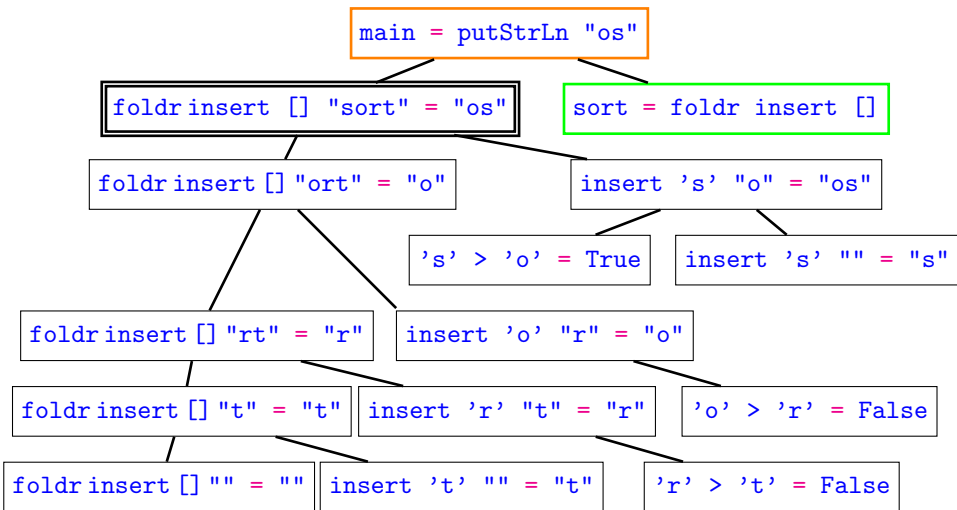 main = putStrLn "os"
foldr insert [] "sort" = "os"
sort = foldr insert []
foldr insert [] "ort" = "o"
insert 's' "o" = "os"
's' > 'o' = True
insert 's' "" = "s"
foldr insert [] "rt" = "r"
insert 'o' "r" = "o"
foldr insert [] "t" = "t"
insert 'r' "t" = "r"
'o' > 'r' = False
foldr insert [] "" = ""
insert 't' "" = "t"
'r' > 't' = False